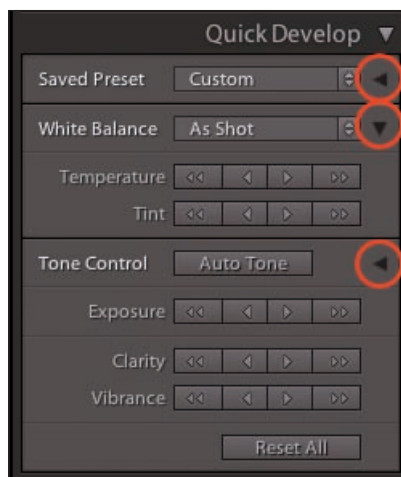 Quick Develop
Saved Preset Custom
White Balance As Shot
Temperature
Tint
Tone Control Auto Tone
Exposure
Clarity
Vibrance
Reset All